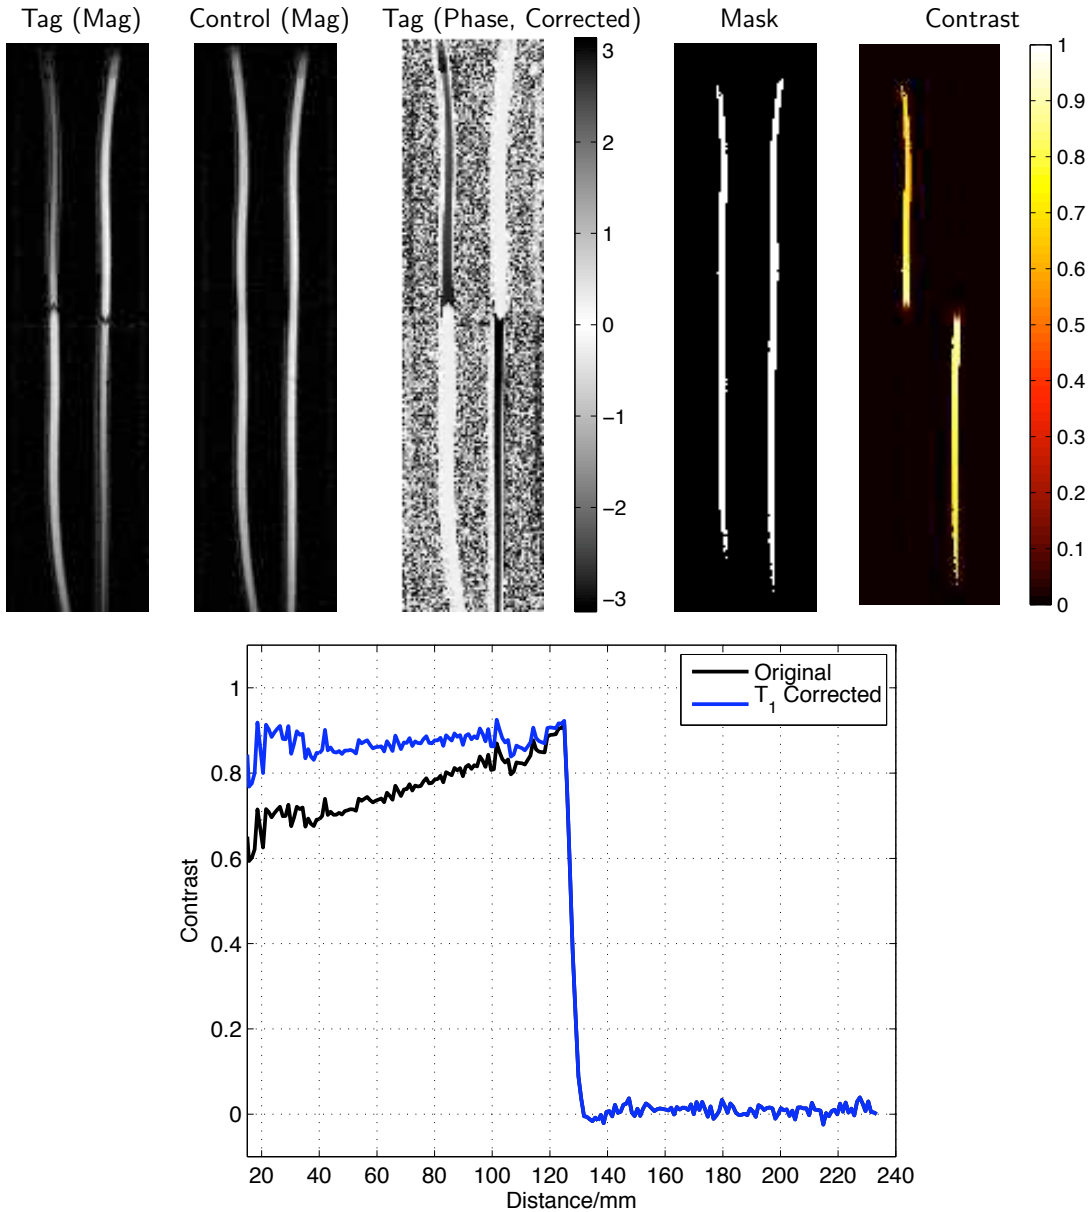 Tag (Mag)
Control (Mag)
Tag (Phase, Corrected)
Mask
Contrast
3
2
1
0
−1
−2
−3
1
0.9
0.8
0.7
0.6
0.5
0.4
0.3
0.2
0.1
0
Original
T1 Corrected
1
0.8
0.6
0.4
0.2
0
Contrast
20 40 60 80 100 120 140 160 180 200 220 240
Distance/mm